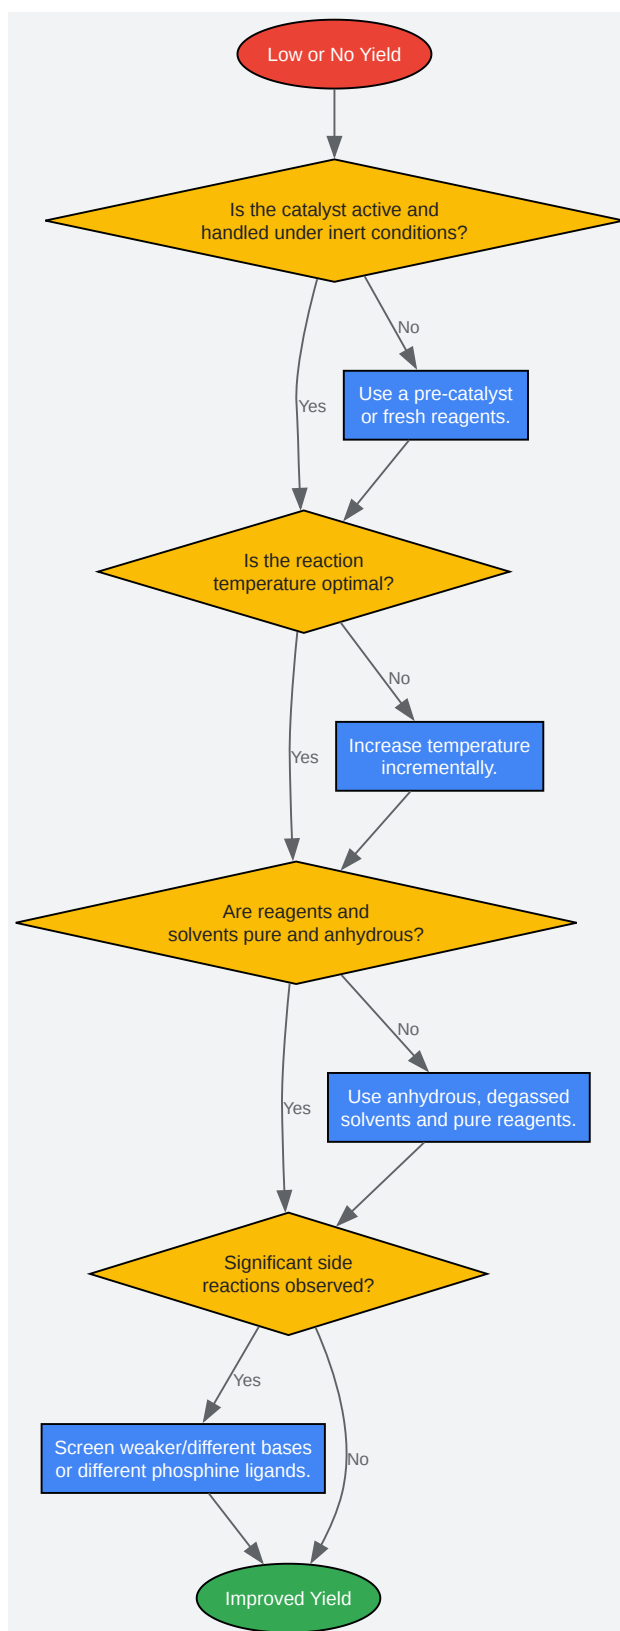 Low or No Yield
Is the catalyst active and
handled under inert conditions?
No
Yes
Use a pre-catalyst
or fresh reagents.
Is the reaction
temperature optimal?
No
Yes
Increase temperature
incrementally.
Are reagents and
solvents pure and anhydrous?
No
Yes
Use anhydrous, degassed
solvents and pure reagents.
Significant side
reactions observed?
Yes
No
Screen weaker/different bases
or different phosphine ligands.
Improved Yield